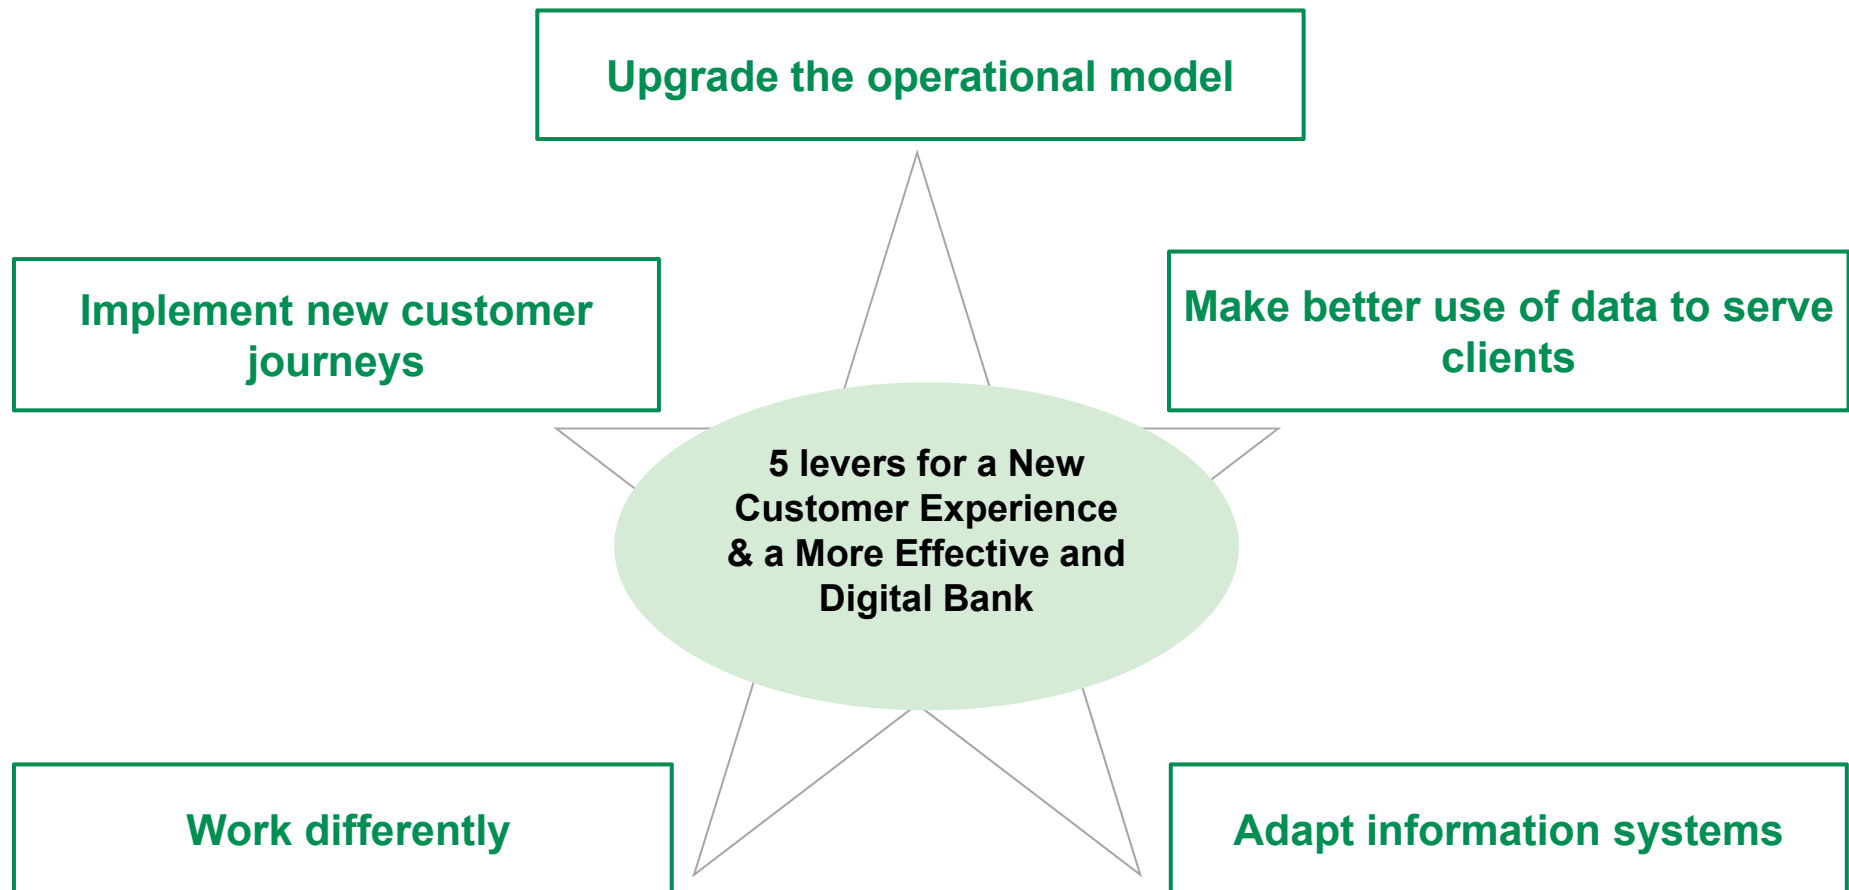 Upgrade the operational model
Implement new customer
journeys
Make better use of data to serve
clients
5 levers for a New
Customer Experience
& a More Effective and
Digital Bank
Work differently
Adapt information systems